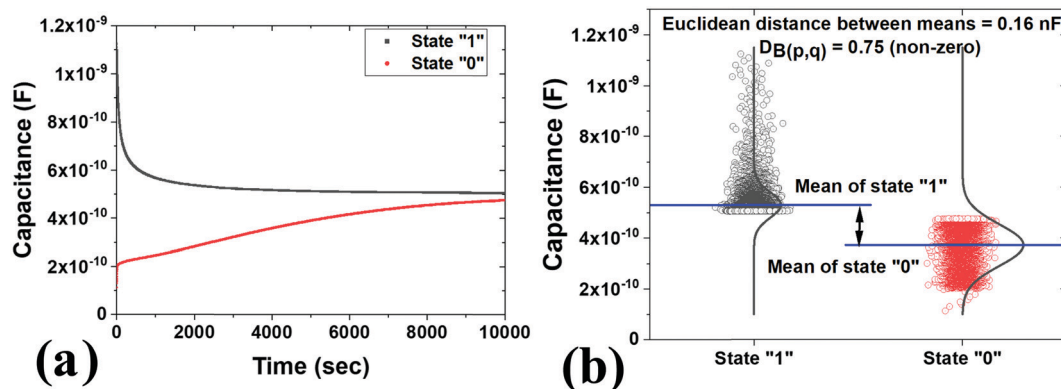 1.2x10⁻⁹
1x10⁻⁹
8x10⁻¹⁰
6x10⁻¹⁰
4x10⁻¹⁰
2x10⁻¹⁰
0
Capacitance (F)
State "1"
State "0"
0 2000 4000 6000 8000 10000
Time (sec)
(a)
Euclidean distance between means = 0.16 nF
D_B(p,q) = 0.75 (non-zero)
1.2x10⁻⁹
1x10⁻⁹
8x10⁻¹⁰
6x10⁻¹⁰
4x10⁻¹⁰
2x10⁻¹⁰
0
Capacitance (F)
Mean of state "1"
Mean of state "0"
State "1" State "0"
(b)